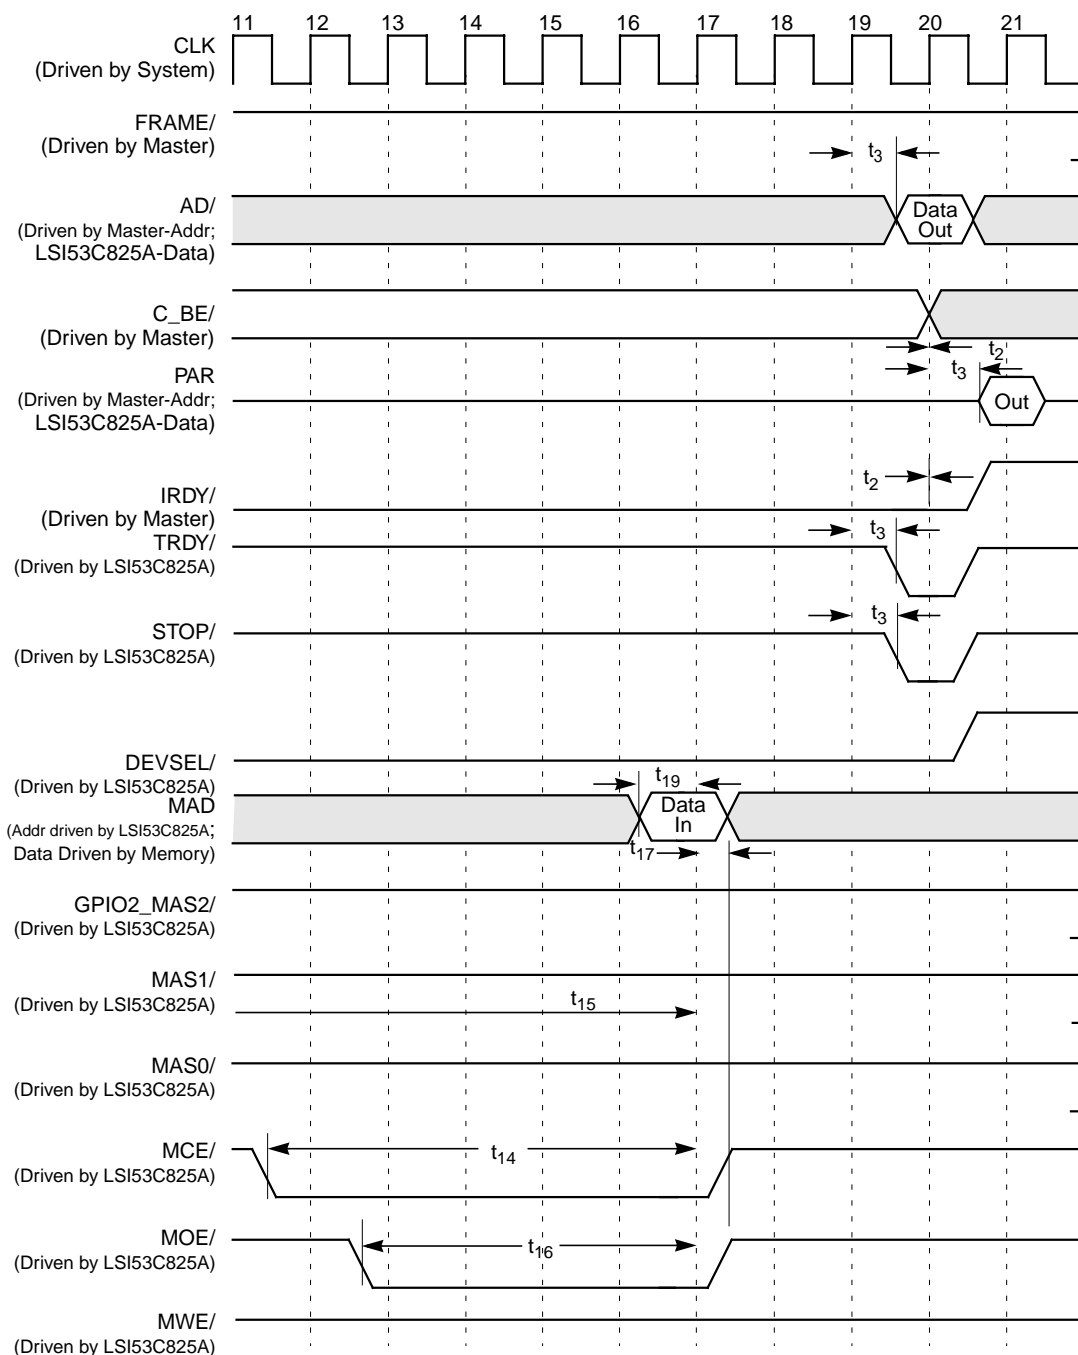 11 12 13 14 15 16 17 18 19 20 21
CLK
(Driven by System)
FRAME/
(Driven by Master)
t3
AD/
(Driven by Master-Addr;
LSI53C825A-Data)
Data
Out
C_BE/
(Driven by Master)
t2
t3
PAR
(Driven by Master-Addr;
LSI53C825A-Data)
Out
t2
IRDY/
(Driven by Master)
t3
TRDY/
(Driven by LSI53C825A)
t3
STOP/
(Driven by LSI53C825A)
DEVSEL/
(Driven by LSI53C825A)
t19
MAD
(Addr driven by LSI53C825A;
Data Driven by Memory)
Data
In
t17
GPIO2_MAS2/
(Driven by LSI53C825A)
MAS1/
(Driven by LSI53C825A)
t15
MAS0/
(Driven by LSI53C825A)
MCE/
(Driven by LSI53C825A)
t14
MOE/
(Driven by LSI53C825A)
t16
MWE/
(Driven by LSI53C825A)